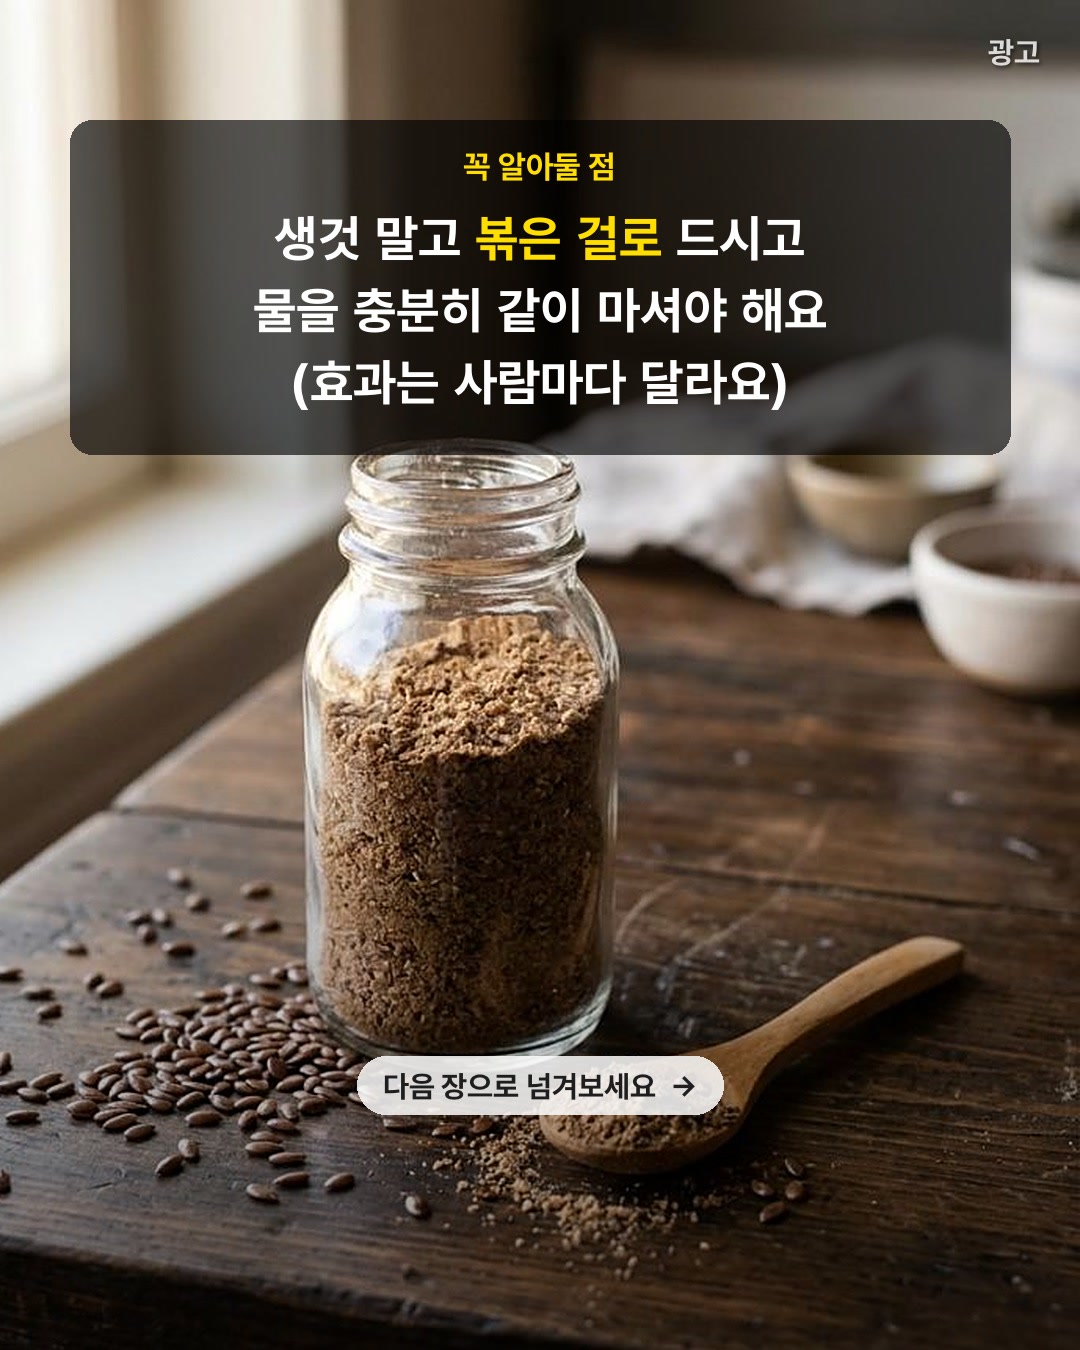 광고
꼭 알아둘 점
생것 말고 볶은 걸로 드시고
물을 충분히 같이 마셔야 해요
(효과는 사람마다 달라요)
다음 장으로 넘겨보세요 →